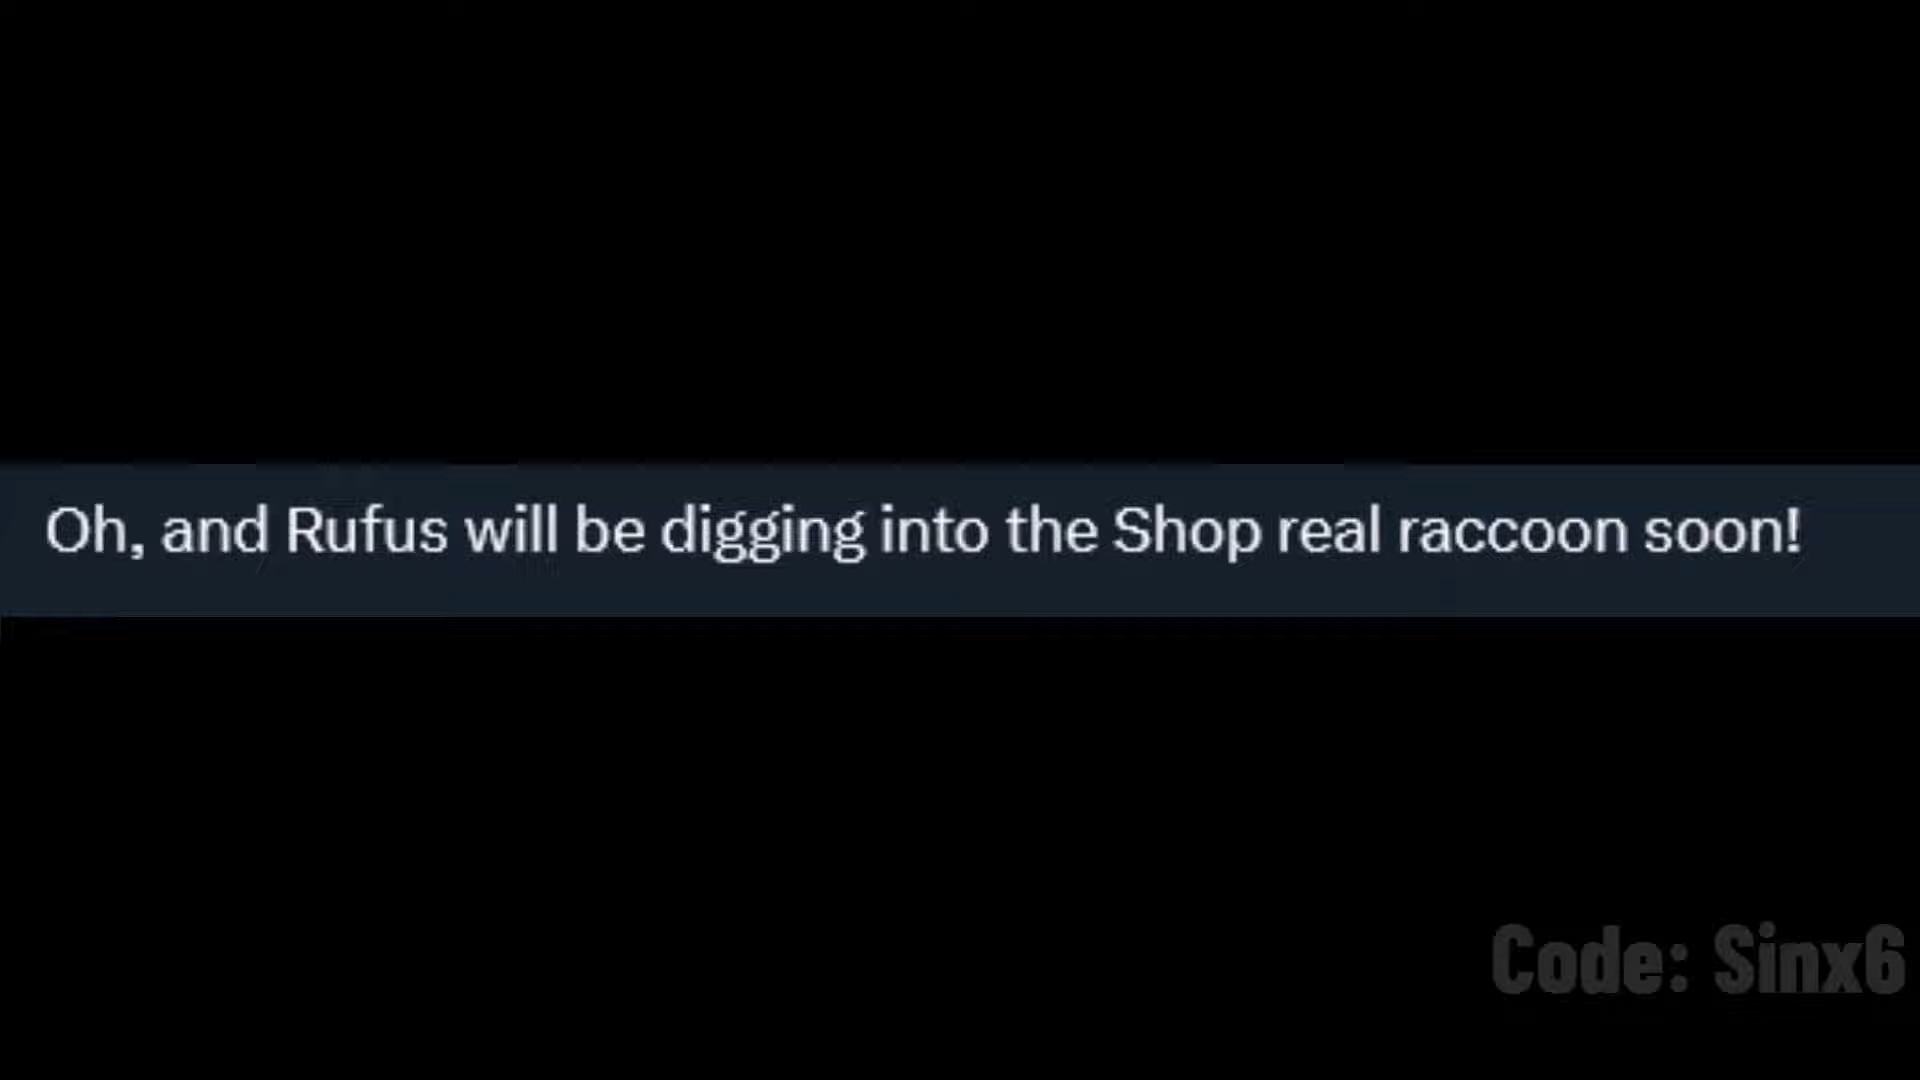 Oh, and Rufus will be digging into the Shop real raccoon soon!
Code: Sinx6